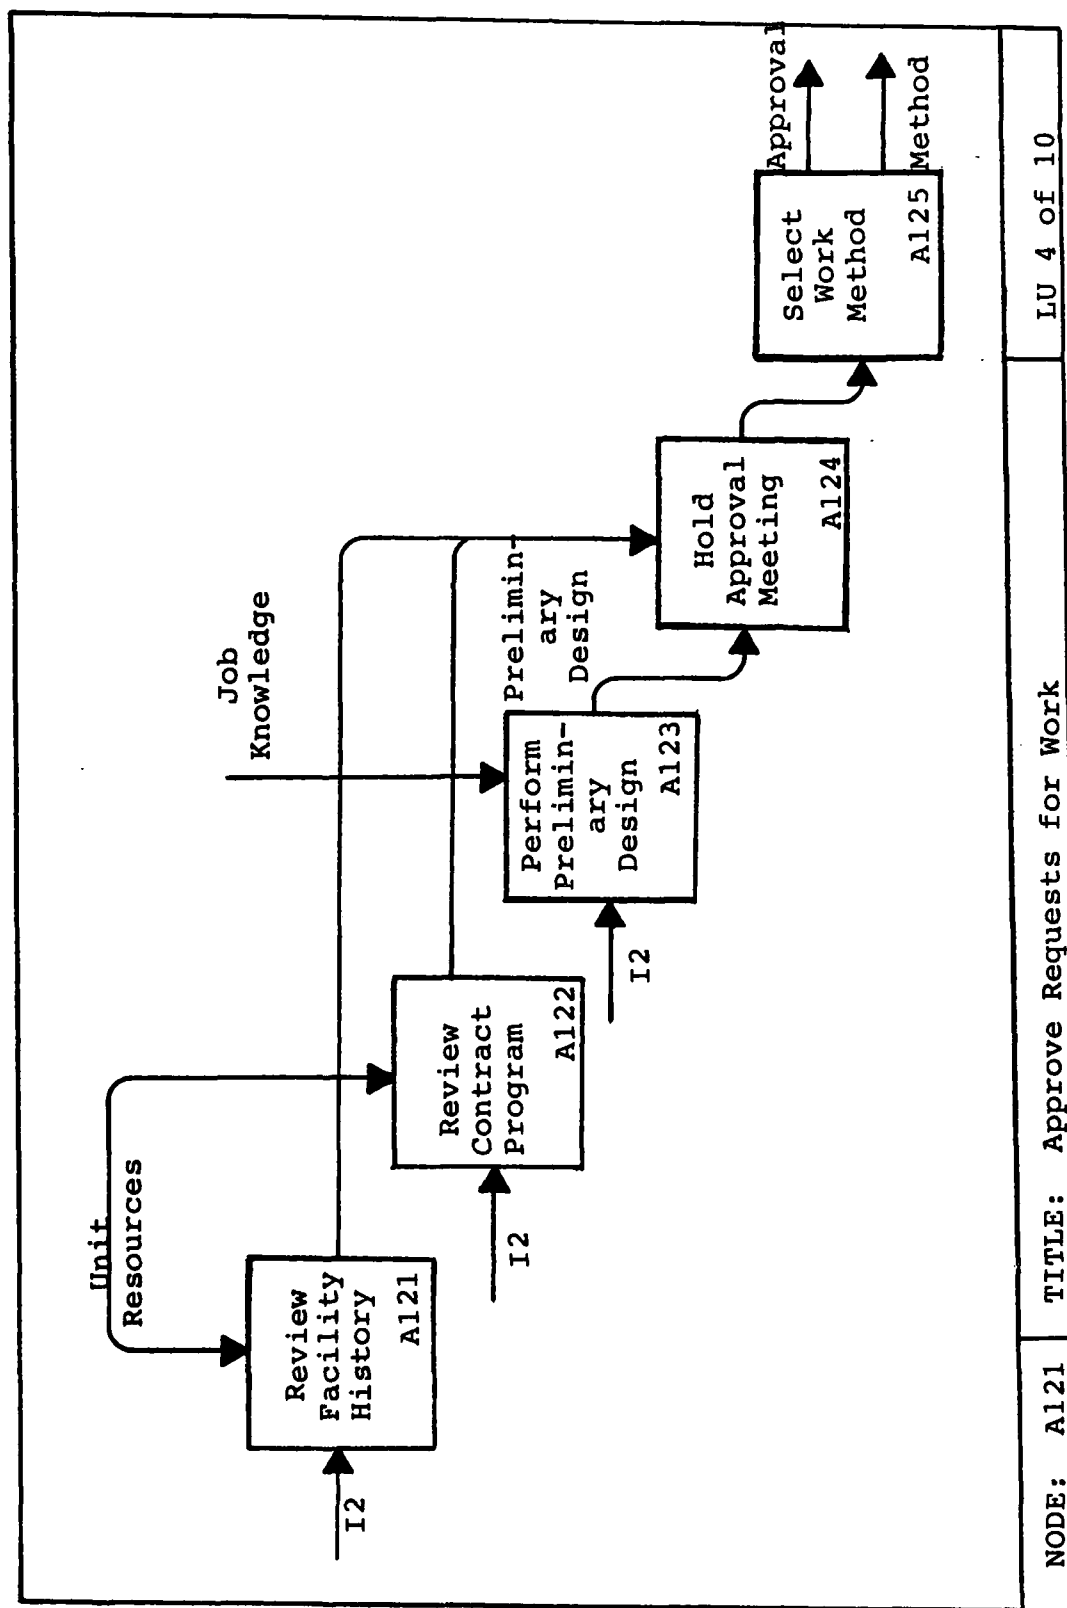 Unit
Resources
I2
Review
Facility
History
A121
I2
Review
Contract
Program
A122
Job
Knowledge
I2
Perform
Prelimin-
ary
Design
A123
Prelimin-
ary
Design
Hold
Approval
Meeting
A124
Select
Work
Method
A125
Approval
Method
NODE: A121
TITLE: Approve Requests for Work
LU 4 of 10